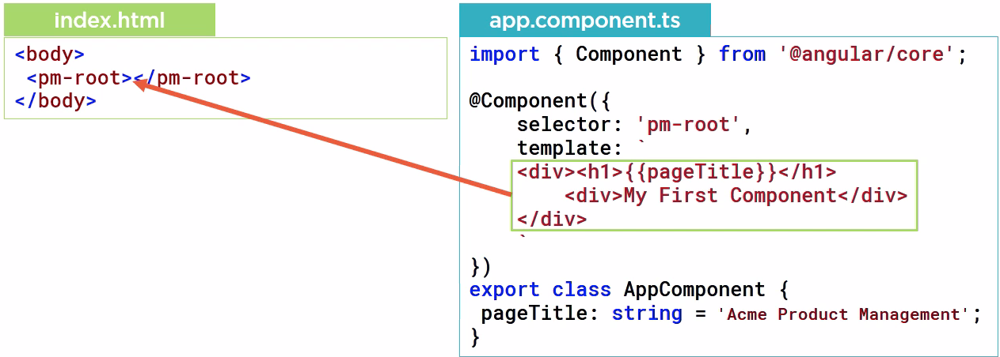 index.html
<body>
 <pm-root></pm-root>
</body>
app.component.ts
import { Component } from '@angular/core';
@Component({
    selector: 'pm-root',
    template: `
    <div><h1>{{pageTitle}}</h1>
        <div>My First Component</div>
    </div>
    `
})
export class AppComponent {
 pageTitle: string = 'Acme Product Management';
}